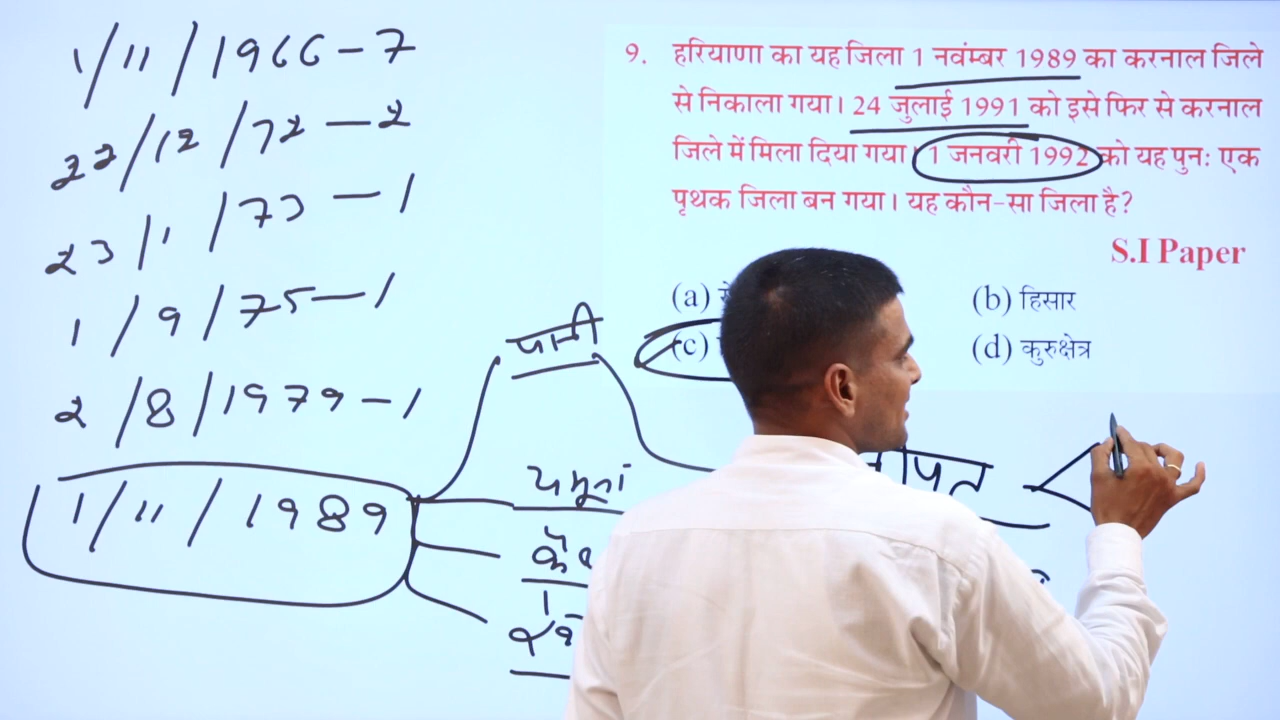 1/11/1966-7
22/12/72-2
23/1/73-1
1/9/75-1
2/8/1979-1
1/11/1989
9. हरियाणा का यह जिला 1 नवंम्बर 1989 का करनाल जिले
से निकाला गया। 24 जुलाई 1991 को इसे फिर से करनाल
जिले में मिला दिया गया। 1 जनवरी 1992 को यह पुनः एक
पृथक जिला बन गया। यह कौन-सा जिला है?
S.I Paper
(a)
(b) हिसार
(c)
(d) कुरुक्षेत्र
पानी